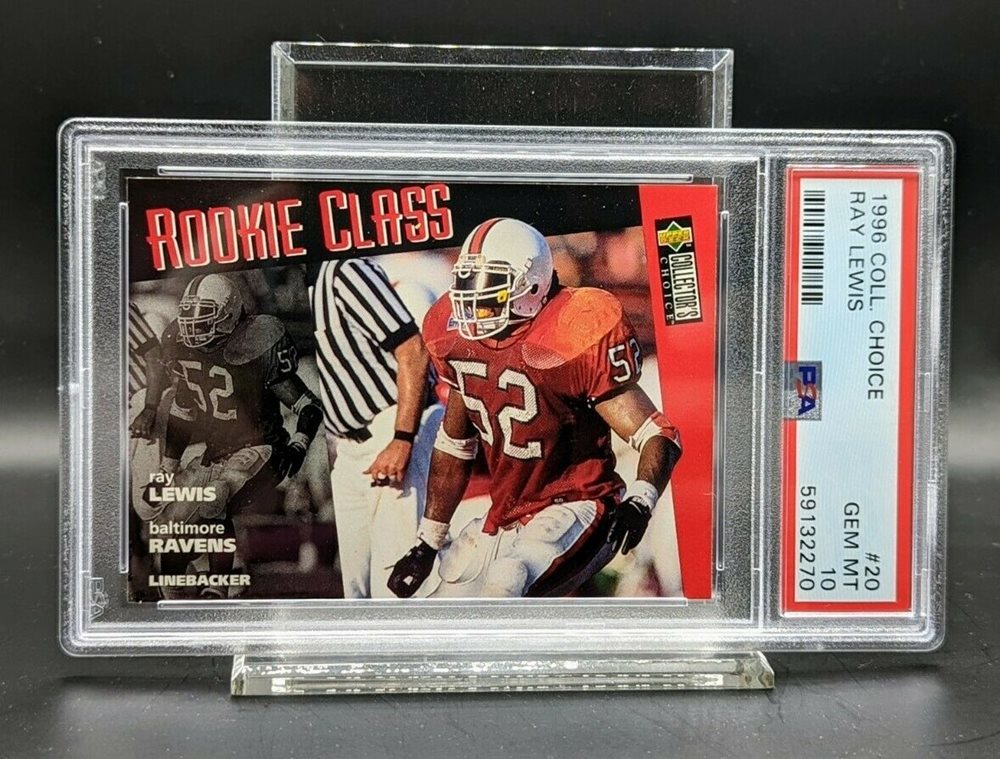 ROOKIE CLASS
UPPER DECK
COLLECTOR'S
CHOICE
52
52
52
ray
LEWIS
baltimore
RAVENS
LINEBACKER
1996 COLL. CHOICE
RAY LEWIS
#20
GEM MT
10
59132270
PSA